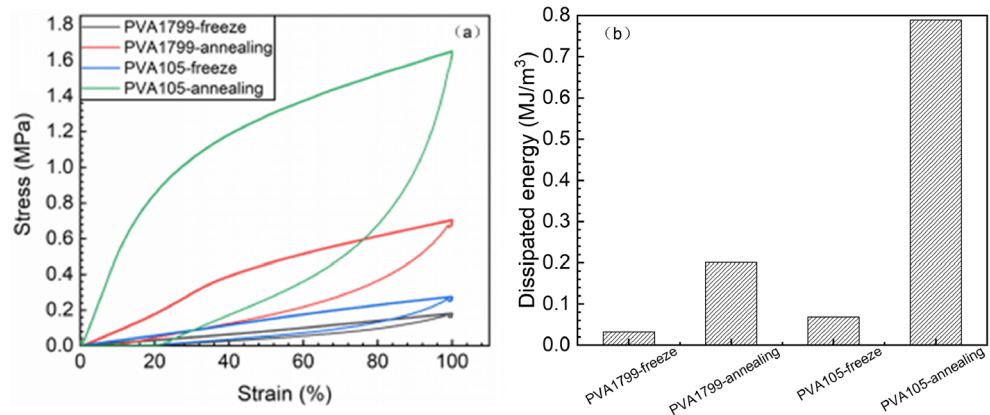 (a)
PVA1799-freeze
PVA1799-annealing
PVA105-freeze
PVA105-annealing
1.8
1.6
1.4
1.2
1.0
0.8
0.6
0.4
0.2
0.0
Stress (MPa)
0 20 40 60 80 100
Strain (%)
(b)
0.8
0.7
0.6
0.5
0.4
0.3
0.2
0.1
0.0
Dissipated energy (MJ/m³)
PVA1799-freeze
PVA1799-annealing
PVA105-freeze
PVA105-annealing